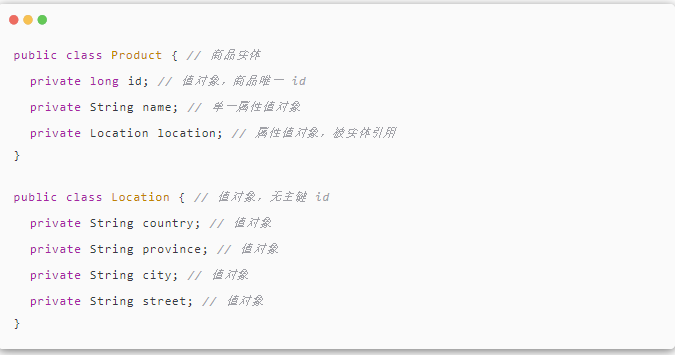 public class Product { // 商品实体
private long id; // 值对象，商品唯一 id
private String name; // 单一属性值对象
private Location location; // 属性值对象，被实体引用
}
public class Location { // 值对象，无主键 id
private String country; // 值对象
private String province; // 值对象
private String city; // 值对象
private String street; // 值对象
}